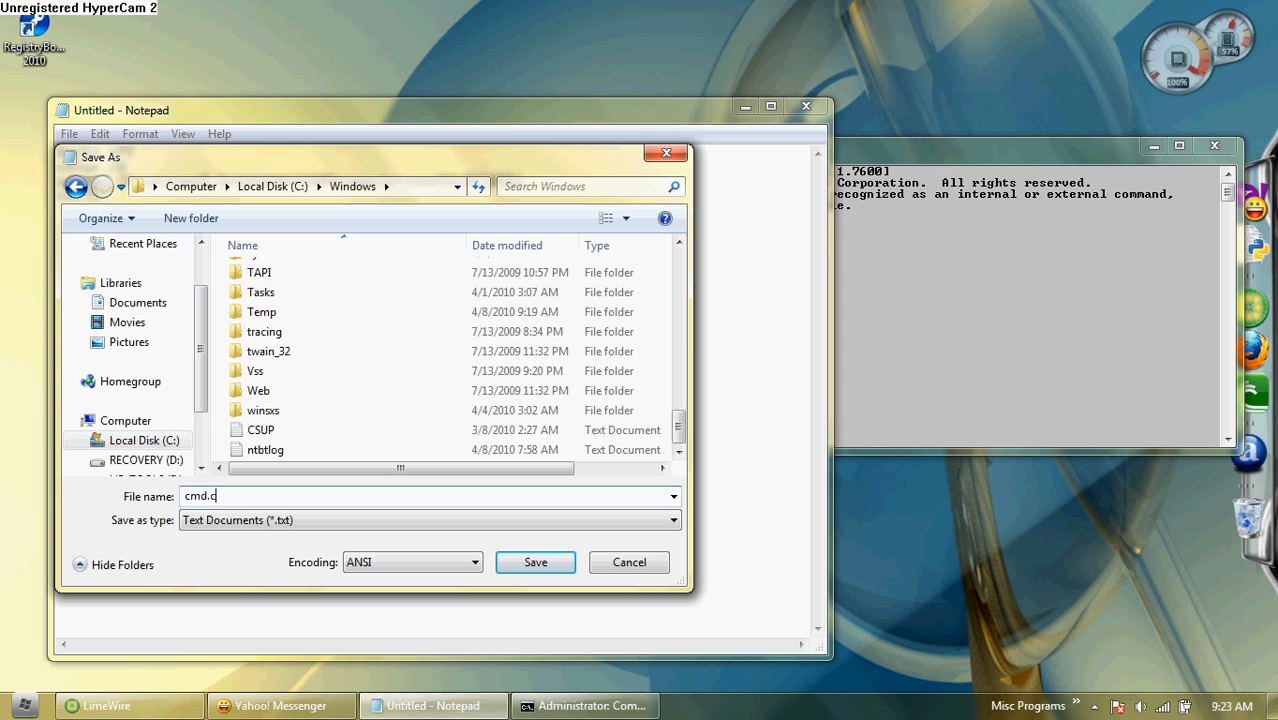 Unregistered HyperCam 2
RegistryBo...
2010
57%
100%
Untitled - Notepad
File Edit Format View Help
Save As
Computer Local Disk (C:) Windows
Search Windows
Organize New folder
Name Date modified Type
Recent Places
Libraries
Documents
Movies
Pictures
Homegroup
Computer
Local Disk (C:)
RECOVERY (D:)
TAPI 7/13/2009 10:57 PM File folder
Tasks 4/1/2010 3:07 AM File folder
Temp 4/8/2010 9:19 AM File folder
tracing 7/13/2009 8:34 PM File folder
twain_32 7/13/2009 11:32 PM File folder
Vss 7/13/2009 9:20 PM File folder
Web 7/13/2009 11:32 PM File folder
winsxs 4/4/2010 3:02 AM File folder
CSUP 3/8/2010 2:27 AM Text Document
ntbtlog 4/8/2010 7:58 AM Text Document
File name: cmd.c
Save as type: Text Documents (*.txt)
Hide Folders
Encoding: ANSI
Save Cancel
1.7600]
Corporation. All rights reserved.
recognized as an internal or external command,
e.
LimeWire
Yahoo! Messenger
Untitled - Notepad
Administrator: Com...
Misc Programs
9:23 AM